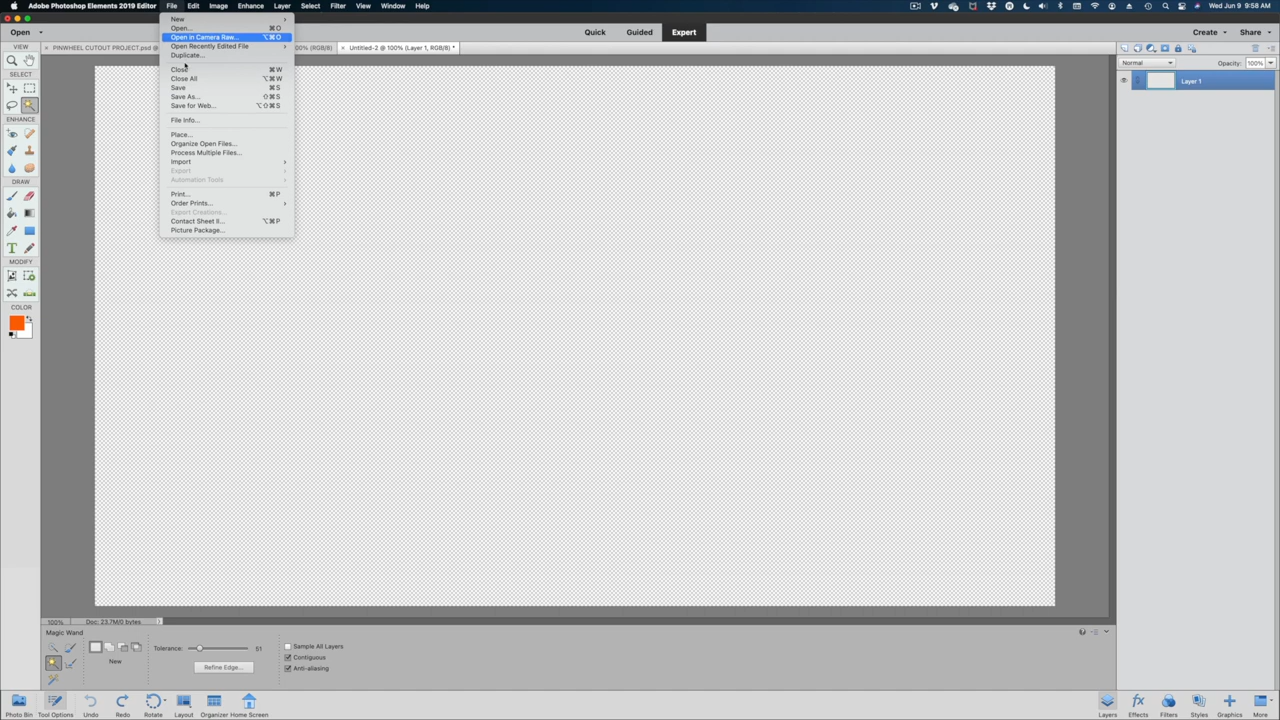 Adobe Photoshop Elements 2019 Editor File Edit Image Enhance Layer Select Filter View Window Help Wed Jun 9 9:58 AM
Open Quick Guided Expert Create Share
VIEW PINWHEEL CUTOUT PROJECT.psd @ 00% (RGB/8) × Untitled-2 @ 100% (Layer 1, RGB/8) *
New
Open... ⌘O
Open in Camera Raw... ⌥⌘O
Open Recently Edited File
Duplicate...
Close ⌘W
Close All ⌥⌘W
Save ⌘S
Save As... ⇧⌘S
Save for Web... ⌥⇧⌘S
File Info...
Place...
Organize Open Files...
Process Multiple Files...
Import
Export
Automation Tools
Print... ⌘P
Order Prints...
Export Creations...
Contact Sheet II... ⌥⌘P
Picture Package...
SELECT
ENHANCE
DRAW
MODIFY
COLOR
Normal Opacity: 100%
Layer 1
100% Doc: 23.7M/0 bytes
Magic Wand
New
Tolerance: 51
Refine Edge...
Sample All Layers
Contiguous
Anti-aliasing
Photo Bin Tool Options Undo Redo Rotate Layout Organizer Home Screen Layers Effects Filters Styles Graphics More